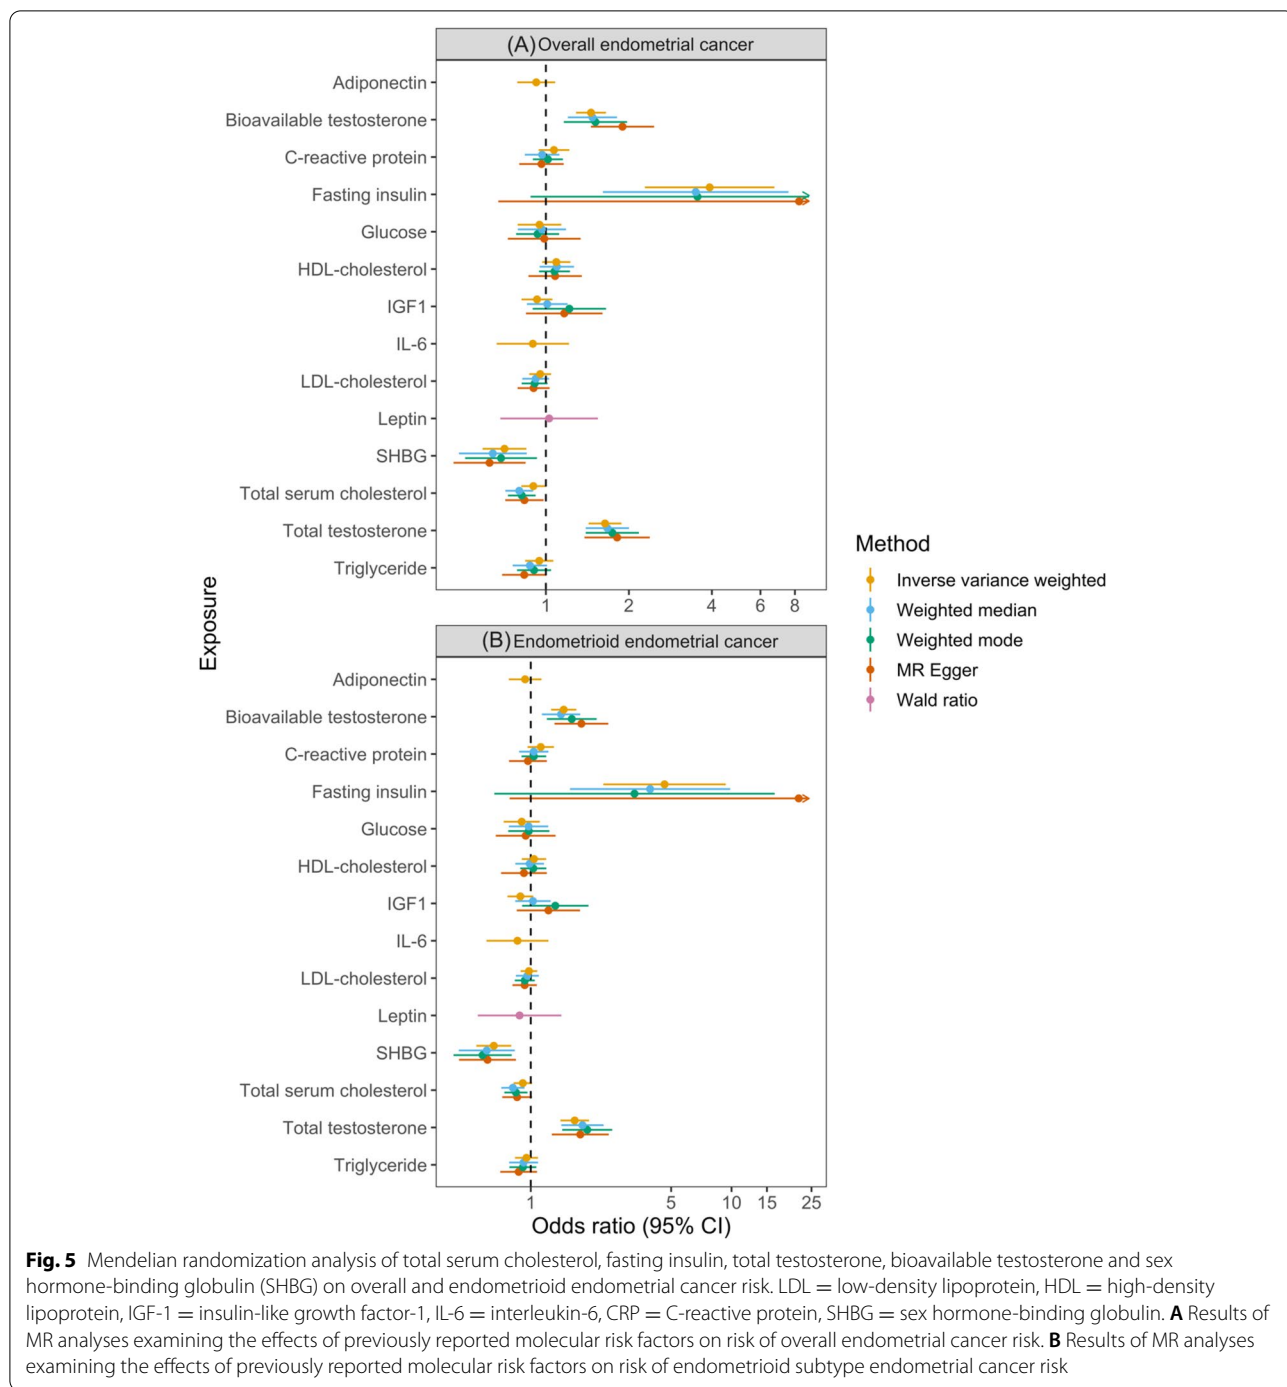 (A) Overall endometrial cancer
Adiponectin
Bioavailable testosterone
C-reactive protein
Fasting insulin
Glucose
HDL-cholesterol
IGF1
IL-6
LDL-cholesterol
Leptin
SHBG
Total serum cholesterol
Total testosterone
Triglyceride
1 2 4 6 8
Exposure
(B) Endometrioid endometrial cancer
Adiponectin
Bioavailable testosterone
C-reactive protein
Fasting insulin
Glucose
HDL-cholesterol
IGF1
IL-6
LDL-cholesterol
Leptin
SHBG
Total serum cholesterol
Total testosterone
Triglyceride
1 5 10 15 25
Odds ratio (95% CI)
Method
Inverse variance weighted
Weighted median
Weighted mode
MR Egger
Wald ratio
Fig. 5 Mendelian randomization analysis of total serum cholesterol, fasting insulin, total testosterone, bioavailable testosterone and sex
hormone-binding globulin (SHBG) on overall and endometrioid endometrial cancer risk. LDL = low-density lipoprotein, HDL = high-density
lipoprotein, IGF-1 = insulin-like growth factor-1, IL-6 = interleukin-6, CRP = C-reactive protein, SHBG = sex hormone-binding globulin. A Results of
MR analyses examining the effects of previously reported molecular risk factors on risk of overall endometrial cancer risk. B Results of MR analyses
examining the effects of previously reported molecular risk factors on risk of endometrioid subtype endometrial cancer risk